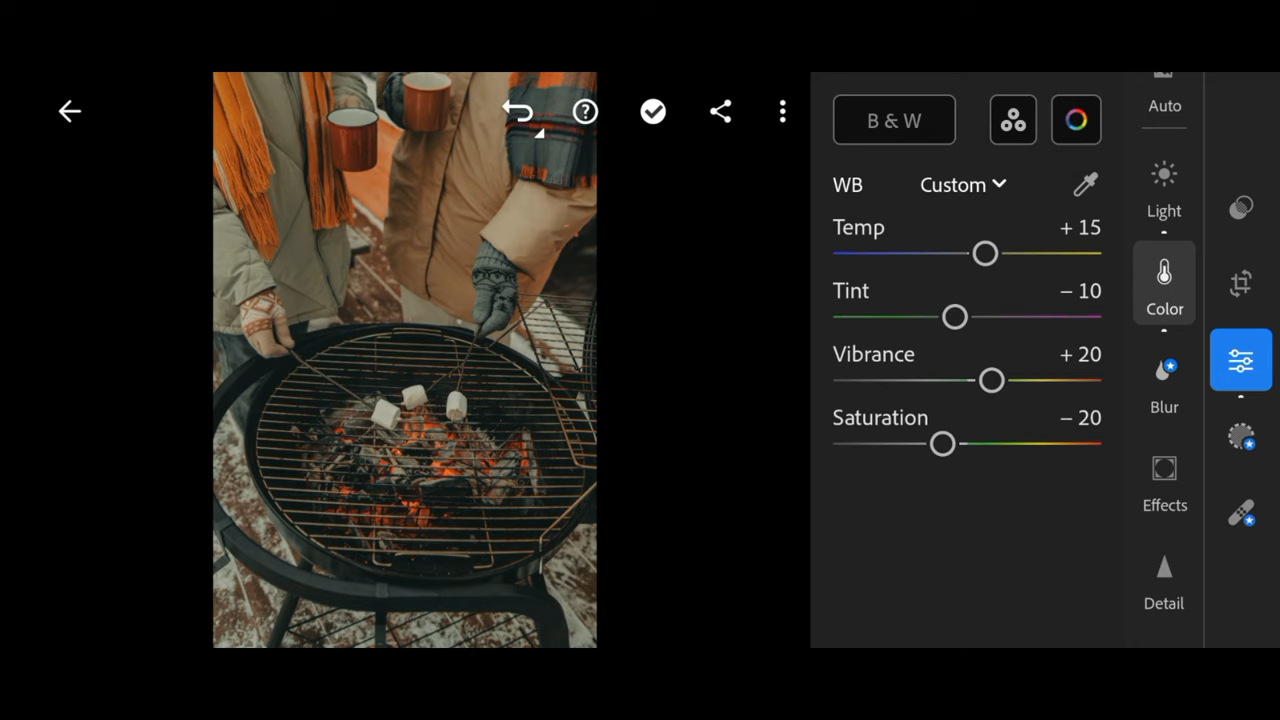 B & W
WB Custom
Temp + 15
Tint – 10
Vibrance + 20
Saturation – 20
Auto
Light
Color
Blur
Effects
Detail